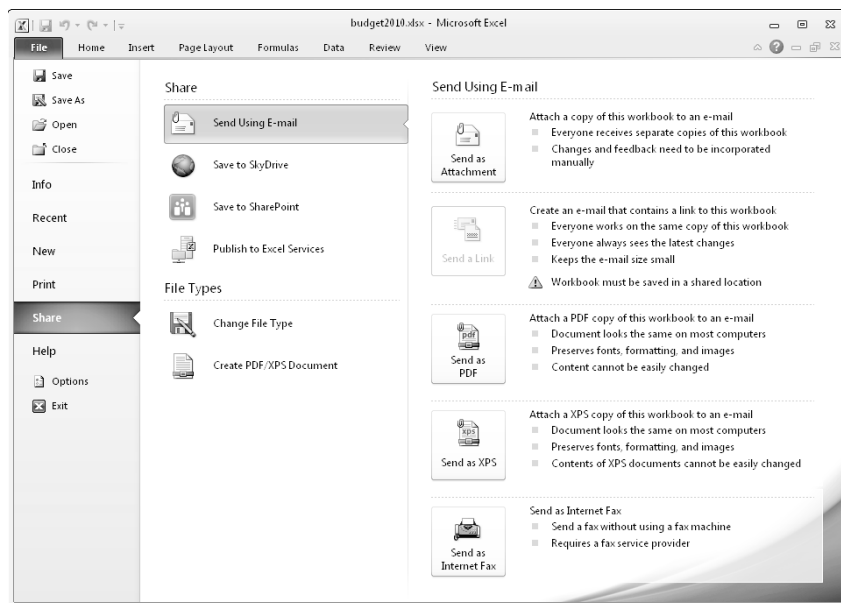 budget2010.xlsx - Microsoft Excel
File Home Insert Page Layout Formulas Data Review View
Save
Save As
Open
Close
Info
Recent
New
Print
Share
Help
Options
Exit
Share
Send Using E-mail
Save to SkyDrive
Save to SharePoint
Publish to Excel Services
File Types
Change File Type
Create PDF/XPS Document
Send Using E-mail
Send as
Attachment
Attach a copy of this workbook to an e-mail
Everyone receives separate copies of this workbook
Changes and feedback need to be incorporated
manually
Send a Link
Create an e-mail that contains a link to this workbook
Everyone works on the same copy of this workbook
Everyone always sees the latest changes
Keeps the e-mail size small
Workbook must be saved in a shared location
pdf
Send as
PDF
Attach a PDF copy of this workbook to an e-mail
Document looks the same on most computers
Preserves fonts, formatting, and images
Content cannot be easily changed
xps
Send as XPS
Attach a XPS copy of this workbook to an e-mail
Document looks the same on most computers
Preserves fonts, formatting, and images
Contents of XPS documents cannot be easily changed
Send as
Internet Fax
Send as Internet Fax
Send a fax without using a fax machine
Requires a fax service provider